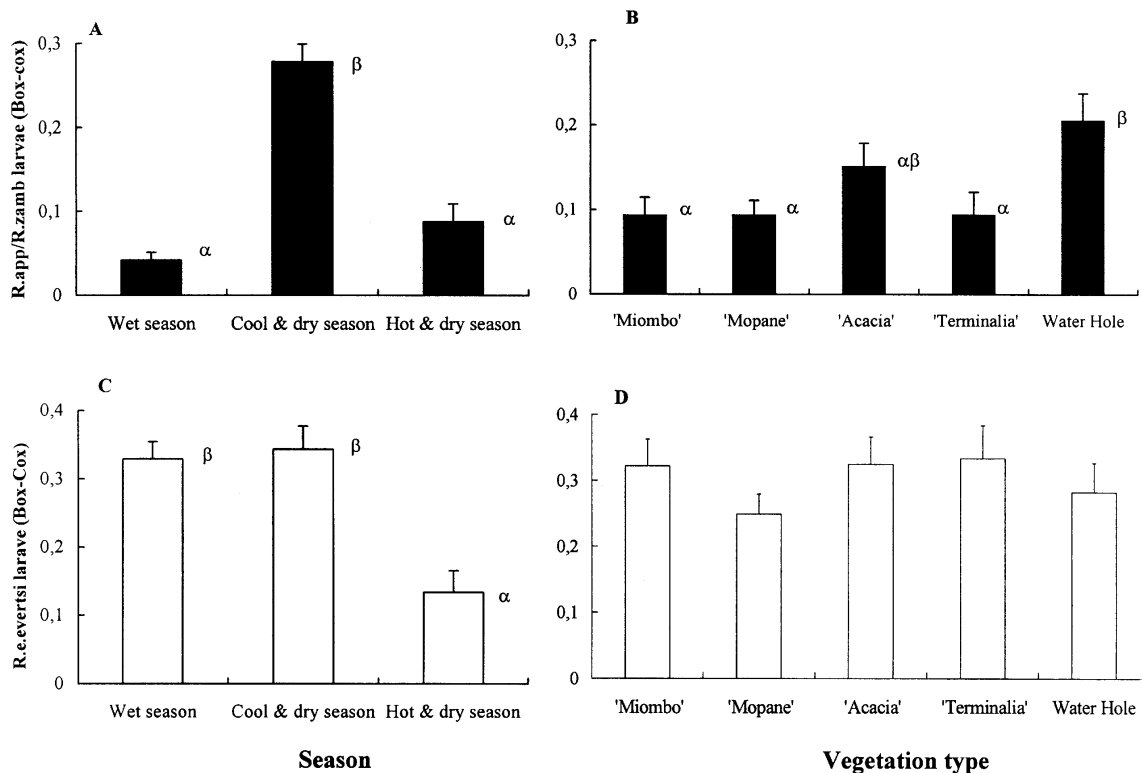 A
R.app/R.zamb larvae (Box-cox)
0,3
0,2
0,1
0
α
β
α
Wet season
Cool & dry season
Hot & dry season
B
0,3
0,2
0,1
0
α
α
αβ
α
β
'Miombo'
'Mopane'
'Acacia'
'Terminalia'
Water Hole
C
R.e.evertsi larave (Box-Cox)
0,4
0,3
0,2
0,1
0
β
β
α
Wet season
Cool & dry season
Hot & dry season
Season
D
0,4
0,3
0,2
0,1
0
'Miombo'
'Mopane'
'Acacia'
'Terminalia'
Water Hole
Vegetation type